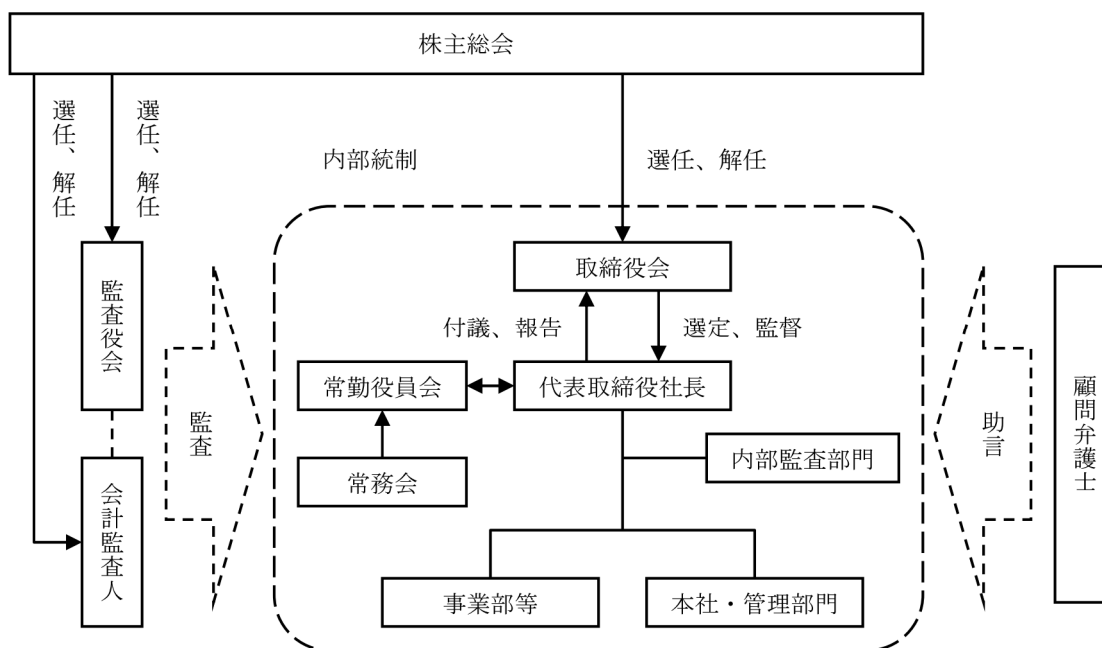 株主総会
選任、解任
選任、解任
内部統制
選任、解任
取締役会
監査役会
付議、報告
選定、監督
常勤役員会
代表取締役社長
監査
助言
顧問弁護士
内部監査部門
常務会
会計監査人
事業部等
本社・管理部門